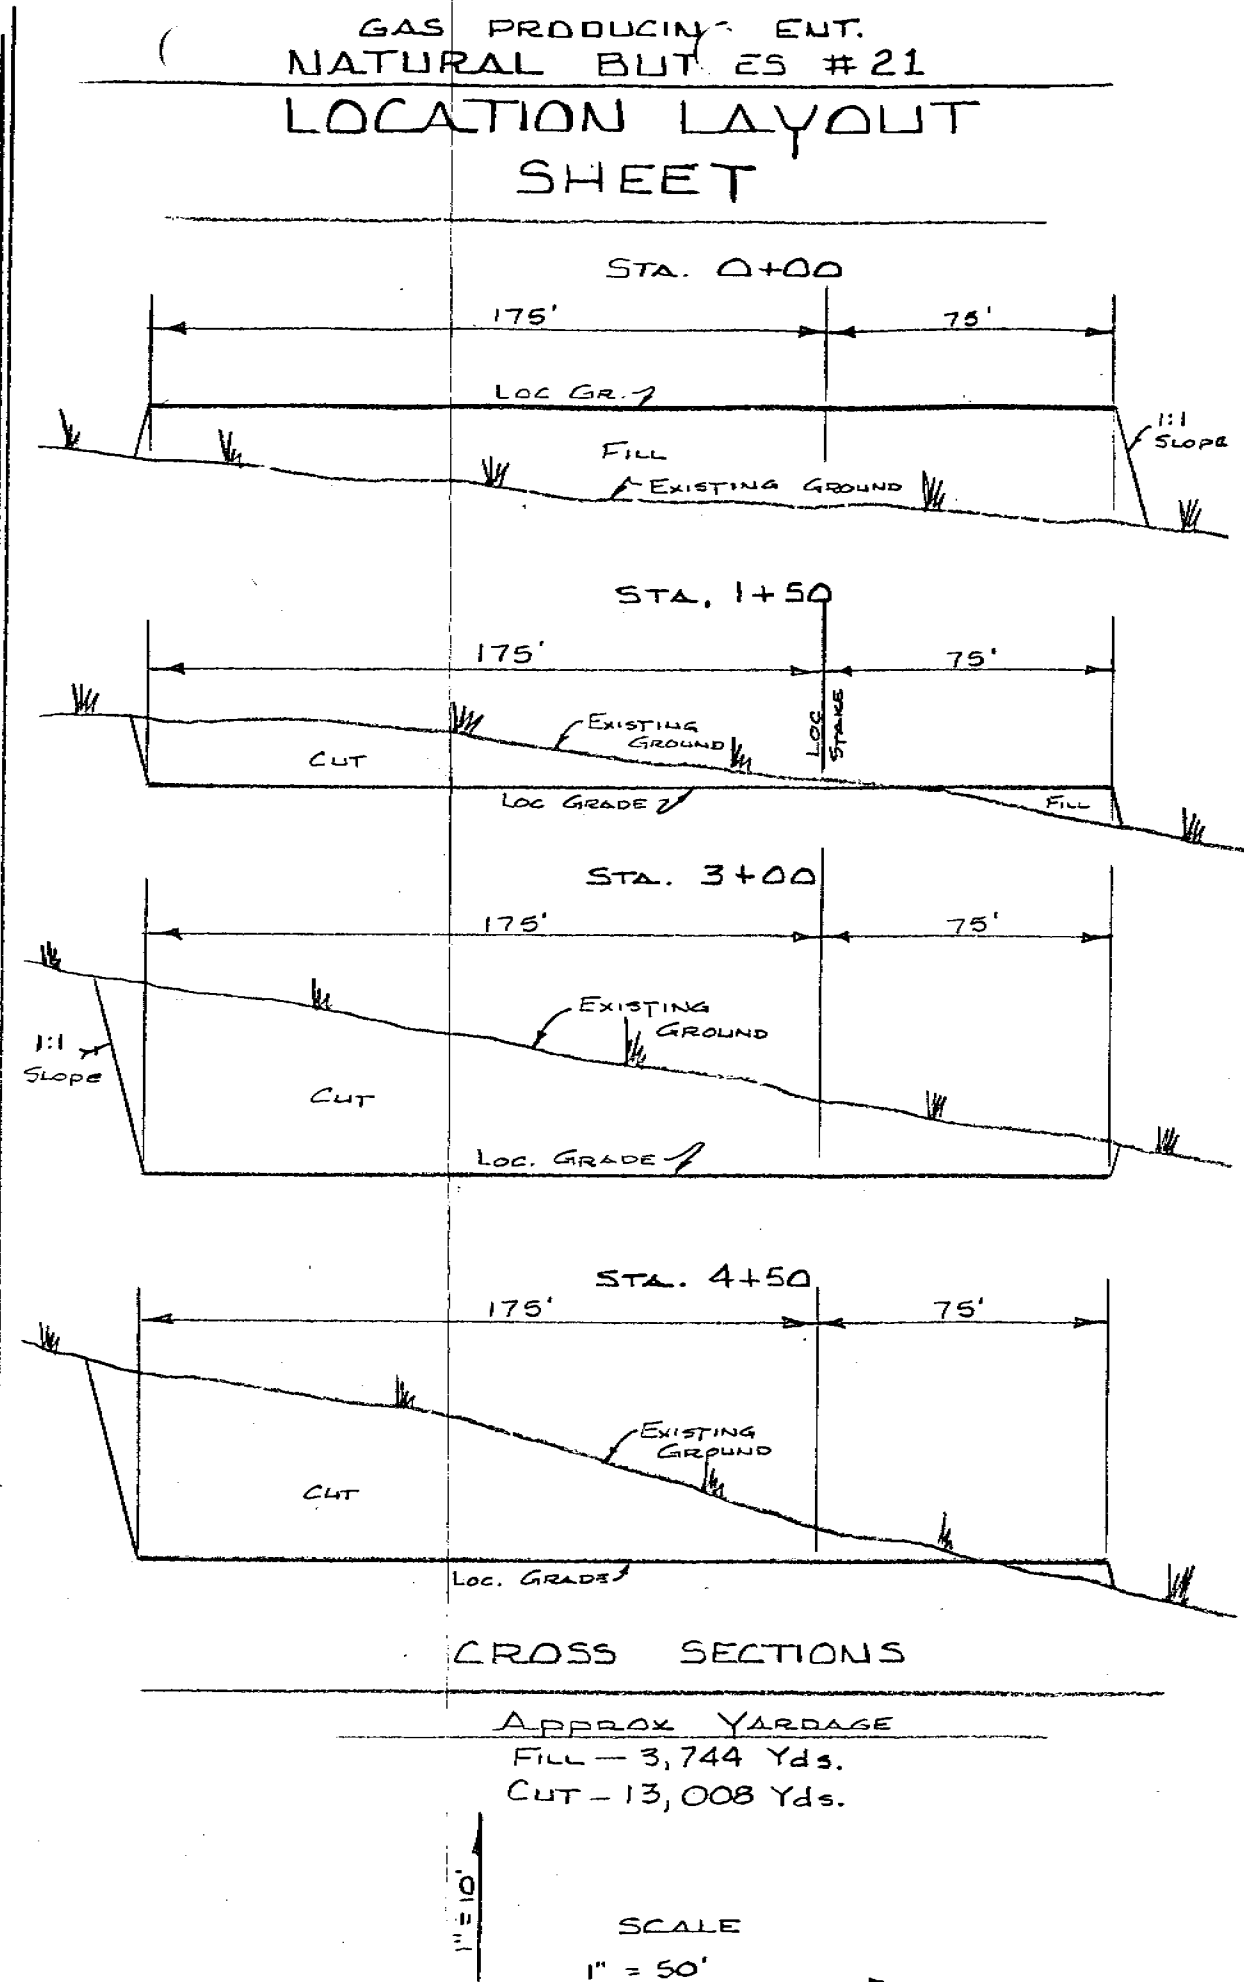 GAS PRODUCING ENT.
NATURAL BUT ES #21
LOCATION LAYOUT
SHEET
STA. 0+00
175' 75'
LOC GR.
1:1
SLOPE
FILL
EXISTING GROUND
STA. 1+50
175' 75'
LOC
STAKE
EXISTING
GROUND
CUT
LOC GRADE
FILL
STA. 3+00
175' 75'
EXISTING
GROUND
1:1
SLOPE
CUT
LOC. GRADE
STA. 4+50
175' 75'
EXISTING
GROUND
CUT
LOC. GRADE
CROSS SECTIONS
APPROX YARDAGE
FILL - 3,744 Yds.
CUT - 13,008 Yds.
1" = 10'
SCALE
1" = 50'